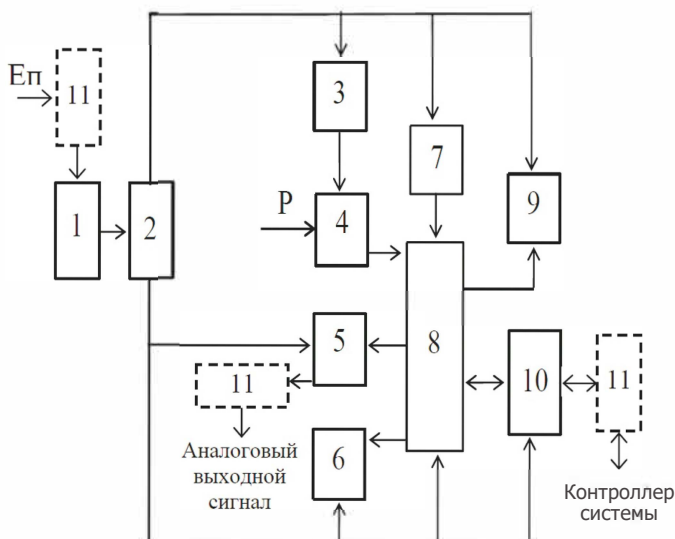 Еп
11
3
7
1
2
P
4
9
5
8
11
10
11
6
Аналоговый
выходной
сигнал
Контроллер
системы